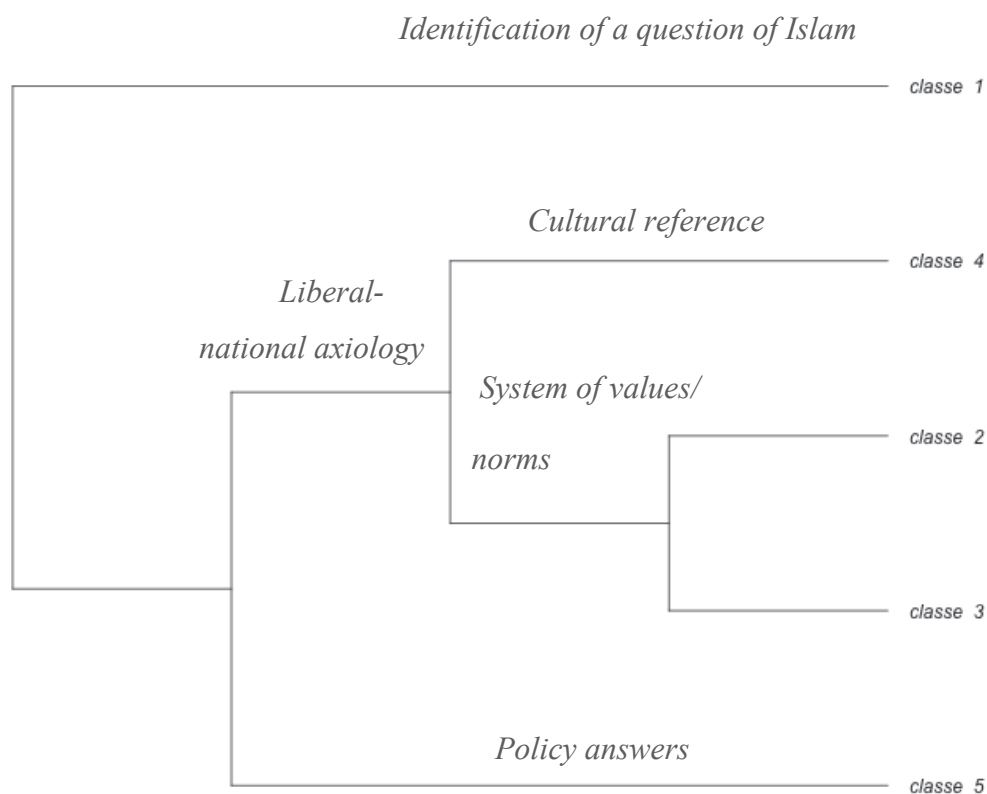 Identification of a question of Islam
classe 1
Cultural reference
classe 4
Liberal-
national axiology
System of values/
classe 2
norms
classe 3
Policy answers
classe 5